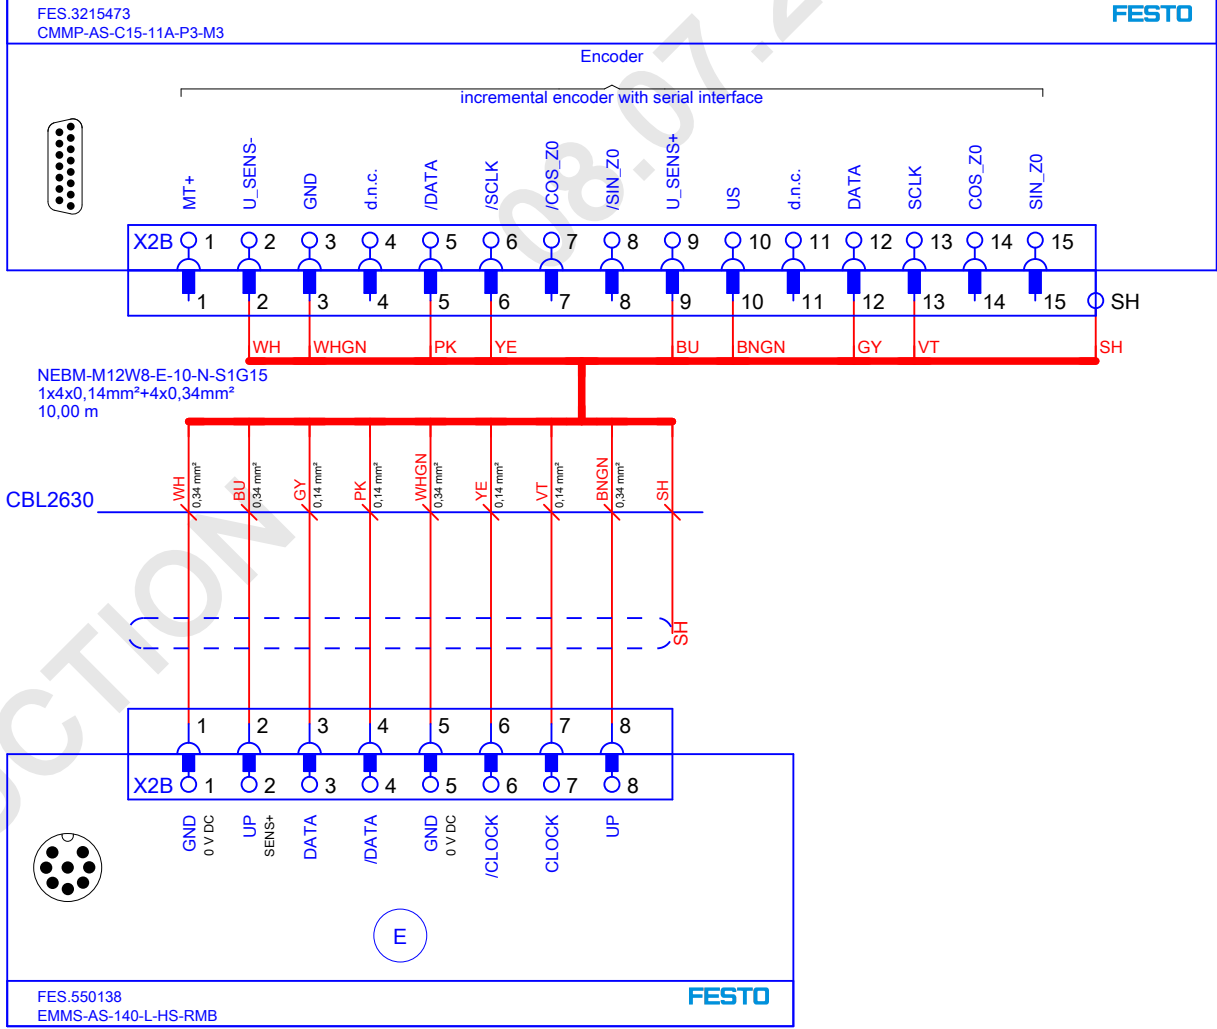 FES.3215473
CMMP-AS-C15-11A-P3-M3
FESTO
Encoder
incremental encoder with serial interface
MT+ U_SENS- GND d.n.c. /DATA /SCLK /COS_Z0 /SIN_Z0 U_SENS+ US d.n.c. DATA SCLK COS_Z0 SIN_Z0
X2B 1 2 3 4 5 6 7 8 9 10 11 12 13 14 15
1 2 3 4 5 6 7 8 9 10 11 12 13 14 15 SH
WH WHGN PK YE BU BNGN GY VT SH
NEBM-M12W8-E-10-N-S1G15
1x4x0,14mm²+4x0,34mm²
10,00 m
WH BU GY PK WHGN YE VT BNGN SH
0,34 mm² 0,34 mm² 0,14 mm² 0,14 mm² 0,34 mm² 0,14 mm² 0,14 mm² 0,34 mm²
CBL2630
SH
1 2 3 4 5 6 7 8
X2B 1 2 3 4 5 6 7 8
GND UP DATA /DATA GND /CLOCK CLOCK UP
0 V DC SENS+ 0 V DC
E
FES.550138
EMMS-AS-140-L-HS-RMB
FESTO
UCTION
08.07.2